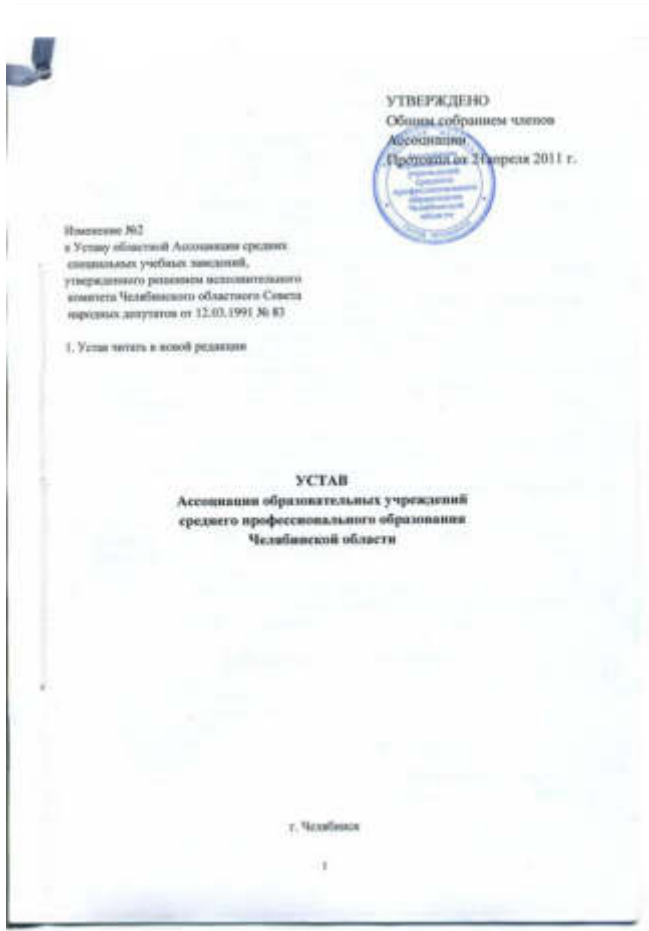 УТВЕРЖДЕНО
Общим собранием членов
Ассоциации
Протокол от 21 апреля 2011 г.
Изменение №2
к Уставу областной Ассоциации средних
специальных учебных заведений,
утвержденного решением исполнительного
комитета Челябинского областного Совета
народных депутатов от 12.03.1991 № 83
1. Устав читать в новой редакции
УСТАВ
Ассоциации образовательных учреждений
среднего профессионального образования
Челябинской области
г. Челябинск
1